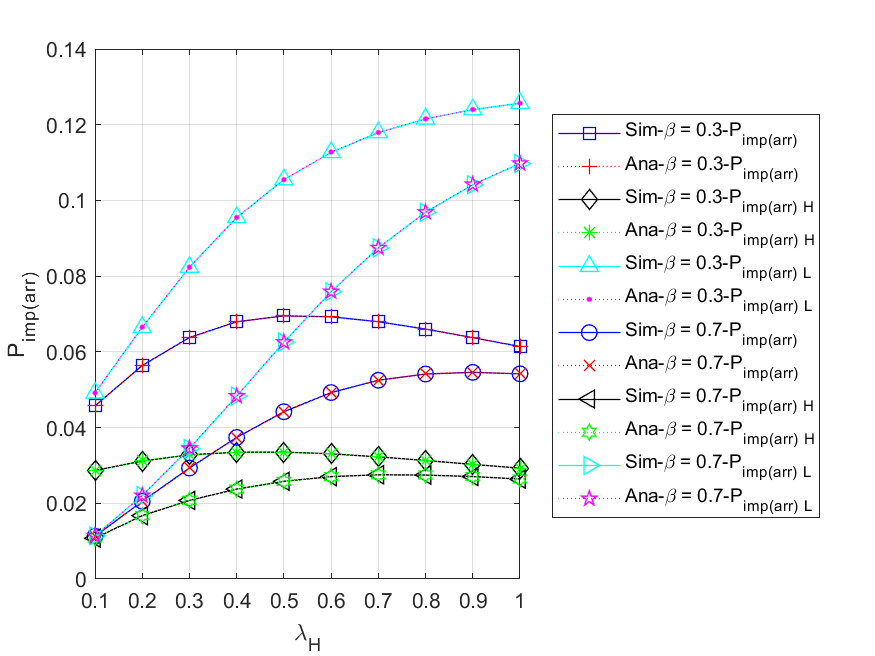 0.14
0.12
0.1
0.08
0.06
0.04
0.02
0
P_imp(arr)
0.1 0.2 0.3 0.4 0.5 0.6 0.7 0.8 0.9 1
λ_H
Sim-β = 0.3-P_imp(arr)
Ana-β = 0.3-P_imp(arr)
Sim-β = 0.3-P_imp(arr) H
Ana-β = 0.3-P_imp(arr) H
Sim-β = 0.3-P_imp(arr) L
Ana-β = 0.3-P_imp(arr) L
Sim-β = 0.7-P_imp(arr)
Ana-β = 0.7-P_imp(arr)
Sim-β = 0.7-P_imp(arr) H
Ana-β = 0.7-P_imp(arr) H
Sim-β = 0.7-P_imp(arr) L
Ana-β = 0.7-P_imp(arr) L